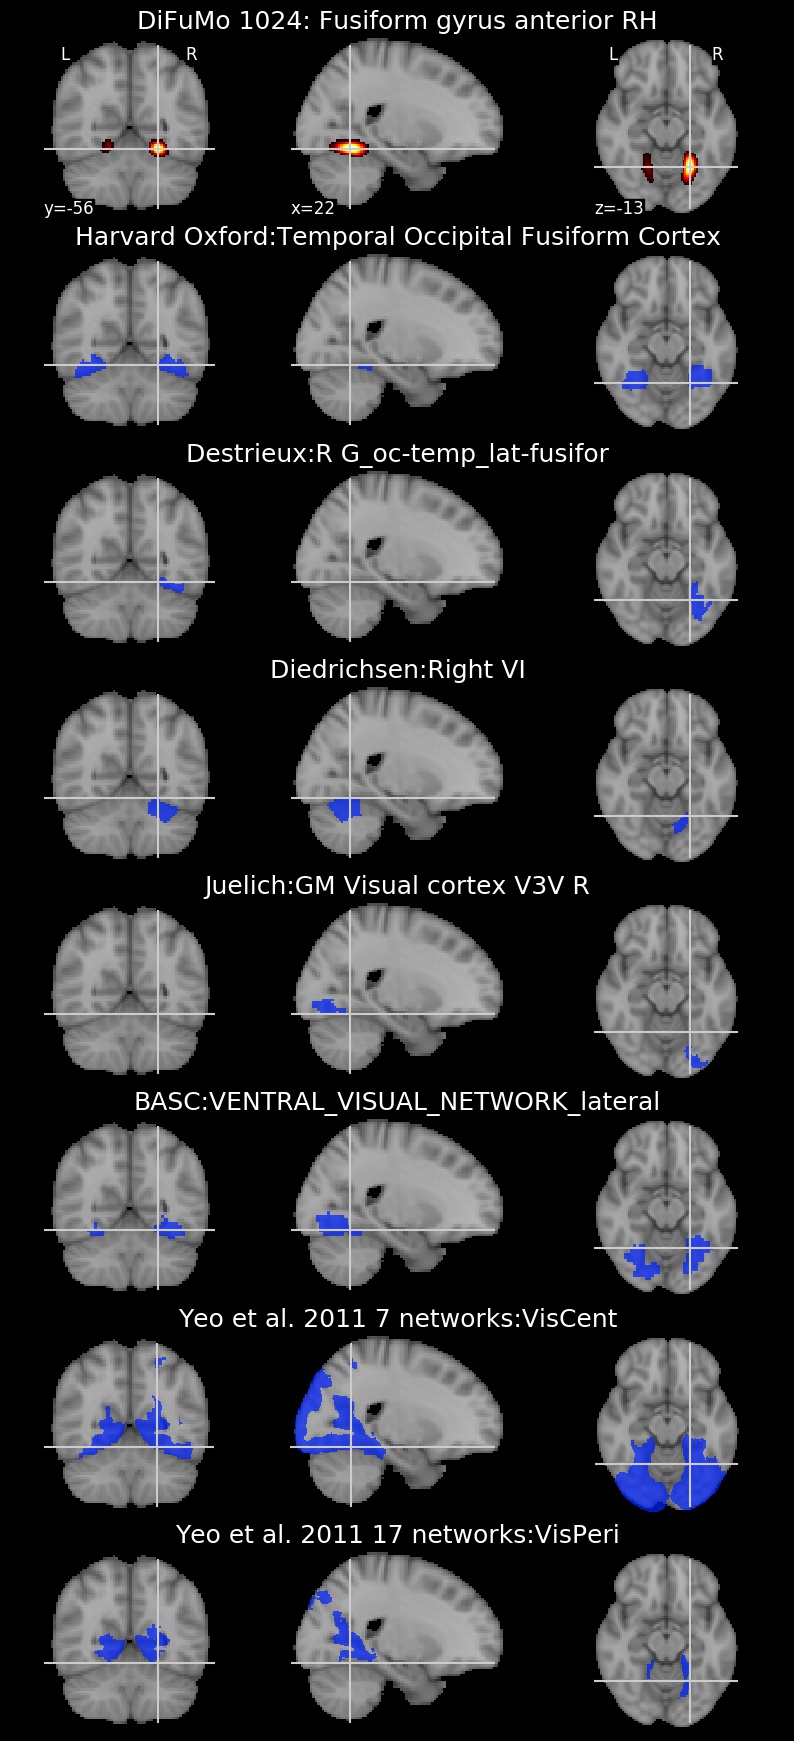 DiFuMo 1024: Fusiform gyrus anterior RH
L R L R
y=-56 x=22 z=-13
Harvard Oxford:Temporal Occipital Fusiform Cortex
Destrieux:R G_oc-temp_lat-fusifor
Diedrichsen:Right VI
Juelich:GM Visual cortex V3V R
BASC:VENTRAL_VISUAL_NETWORK_lateral
Yeo et al. 2011 7 networks:VisCent
Yeo et al. 2011 17 networks:VisPeri